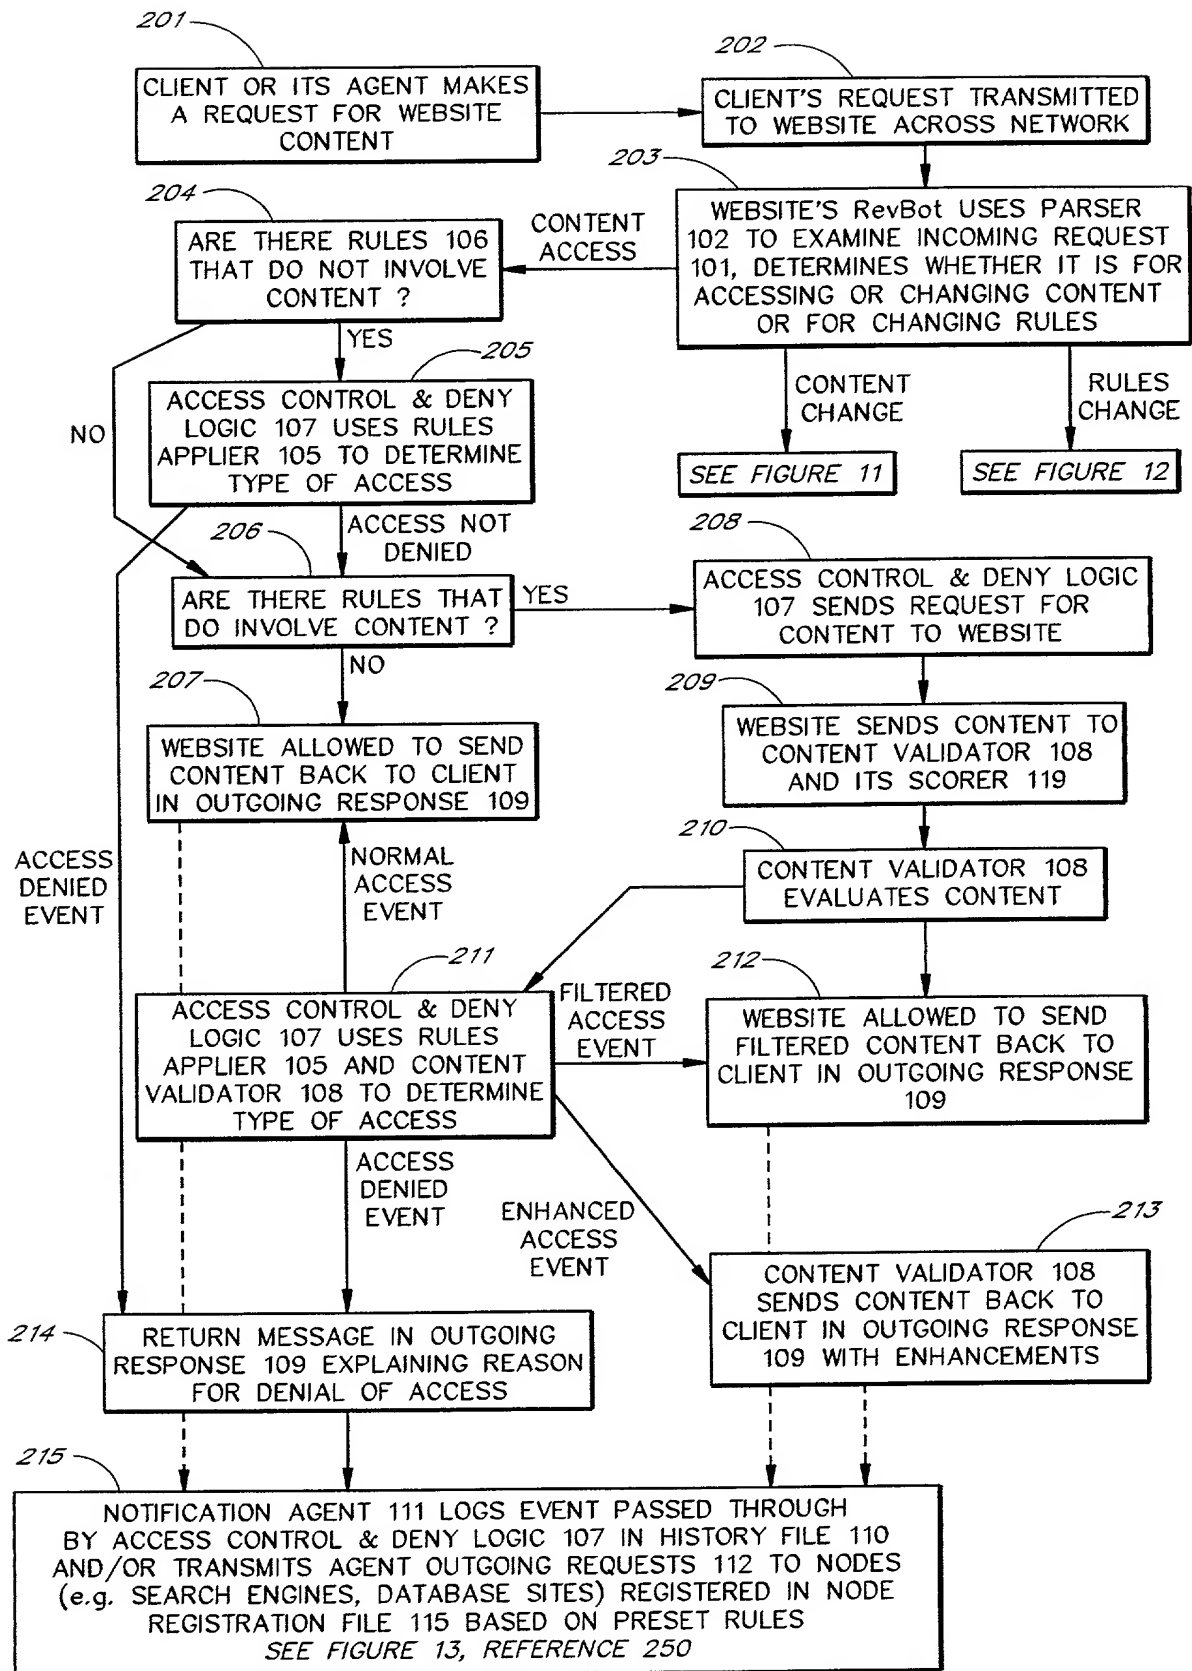 201
CLIENT OR ITS AGENT MAKES
A REQUEST FOR WEBSITE
CONTENT
202
CLIENT'S REQUEST TRANSMITTED
TO WEBSITE ACROSS NETWORK
203
WEBSITE'S RevBot USES PARSER
102 TO EXAMINE INCOMING REQUEST
101, DETERMINES WHETHER IT IS FOR
ACCESSING OR CHANGING CONTENT
OR FOR CHANGING RULES
CONTENT
ACCESS
204
ARE THERE RULES 106
THAT DO NOT INVOLVE
CONTENT ?
YES
NO
CONTENT
CHANGE
RULES
CHANGE
SEE FIGURE 11
SEE FIGURE 12
205
ACCESS CONTROL & DENY
LOGIC 107 USES RULES
APPLIER 105 TO DETERMINE
TYPE OF ACCESS
ACCESS NOT
DENIED
206
ARE THERE RULES THAT
DO INVOLVE CONTENT ?
YES
NO
208
ACCESS CONTROL & DENY LOGIC
107 SENDS REQUEST FOR
CONTENT TO WEBSITE
207
WEBSITE ALLOWED TO SEND
CONTENT BACK TO CLIENT
IN OUTGOING RESPONSE 109
209
WEBSITE SENDS CONTENT TO
CONTENT VALIDATOR 108
AND ITS SCORER 119
210
CONTENT VALIDATOR 108
EVALUATES CONTENT
ACCESS
DENIED
EVENT
NORMAL
ACCESS
EVENT
211
ACCESS CONTROL & DENY
LOGIC 107 USES RULES
APPLIER 105 AND CONTENT
VALIDATOR 108 TO DETERMINE
TYPE OF ACCESS
FILTERED
ACCESS
EVENT
212
WEBSITE ALLOWED TO SEND
FILTERED CONTENT BACK TO
CLIENT IN OUTGOING RESPONSE
109
ACCESS
DENIED
EVENT
ENHANCED
ACCESS
EVENT
213
CONTENT VALIDATOR 108
SENDS CONTENT BACK TO
CLIENT IN OUTGOING RESPONSE
109 WITH ENHANCEMENTS
214
RETURN MESSAGE IN OUTGOING
RESPONSE 109 EXPLAINING REASON
FOR DENIAL OF ACCESS
215
NOTIFICATION AGENT 111 LOGS EVENT PASSED THROUGH
BY ACCESS CONTROL & DENY LOGIC 107 IN HISTORY FILE 110
AND/OR TRANSMITS AGENT OUTGOING REQUESTS 112 TO NODES
(e.g. SEARCH ENGINES, DATABASE SITES) REGISTERED IN NODE
REGISTRATION FILE 115 BASED ON PRESET RULES
SEE FIGURE 13, REFERENCE 250